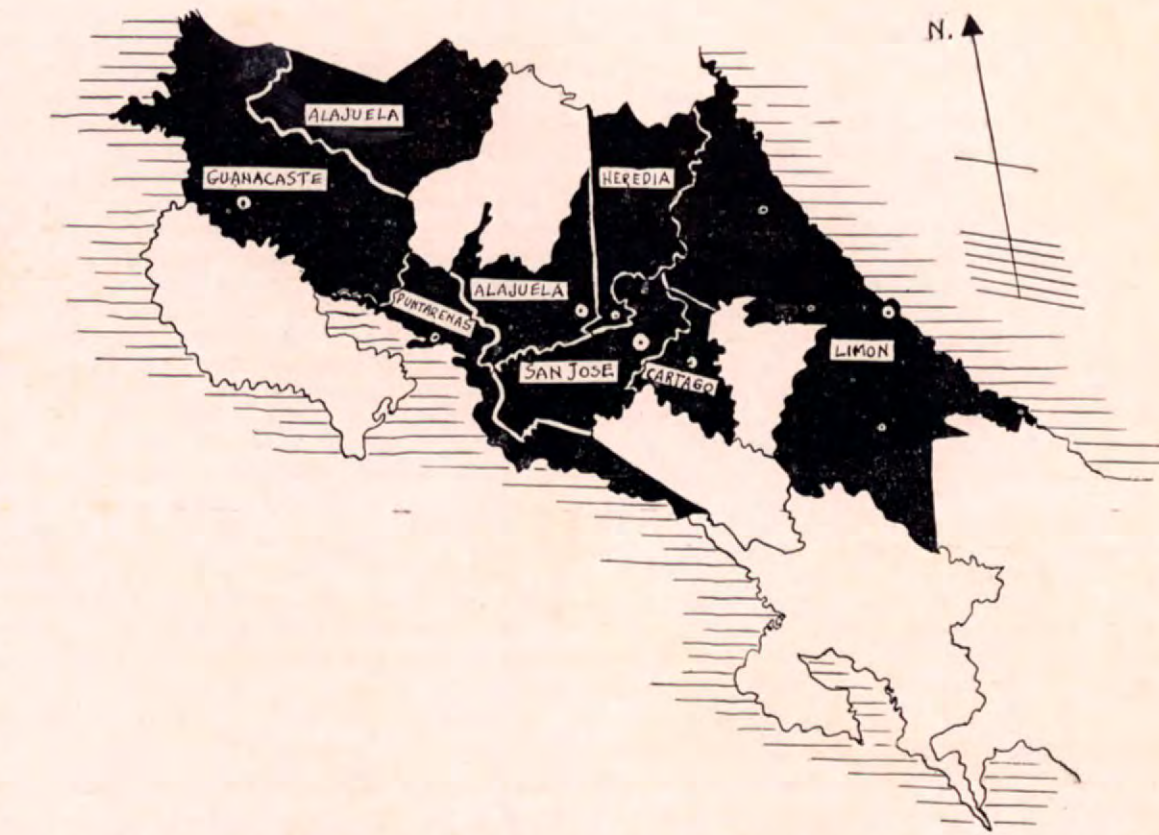 N.
ALAJUELA
GUANACASTE
HEREDIA
ALAJUELA
PUNTARENAS
LIMON
SAN JOSE
CARTAGO